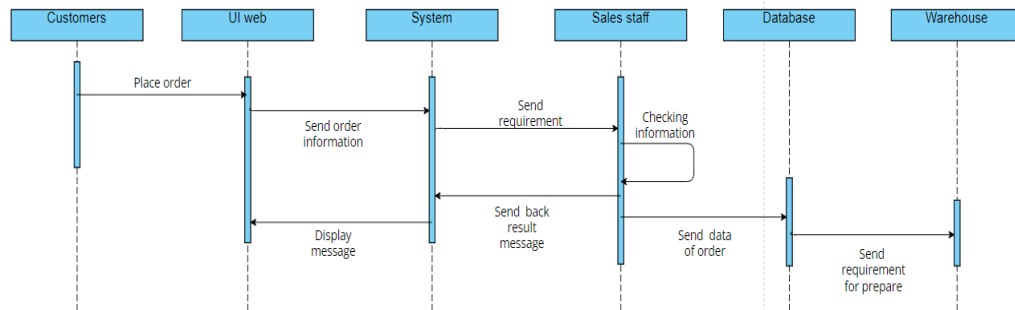 Customers
UI web
System
Sales staff
Database
Warehouse
Place order
Send order
information
Send
requirement
Checking
information
Send back
result
message
Display
message
Send data
of order
Send
requirement
for prepare